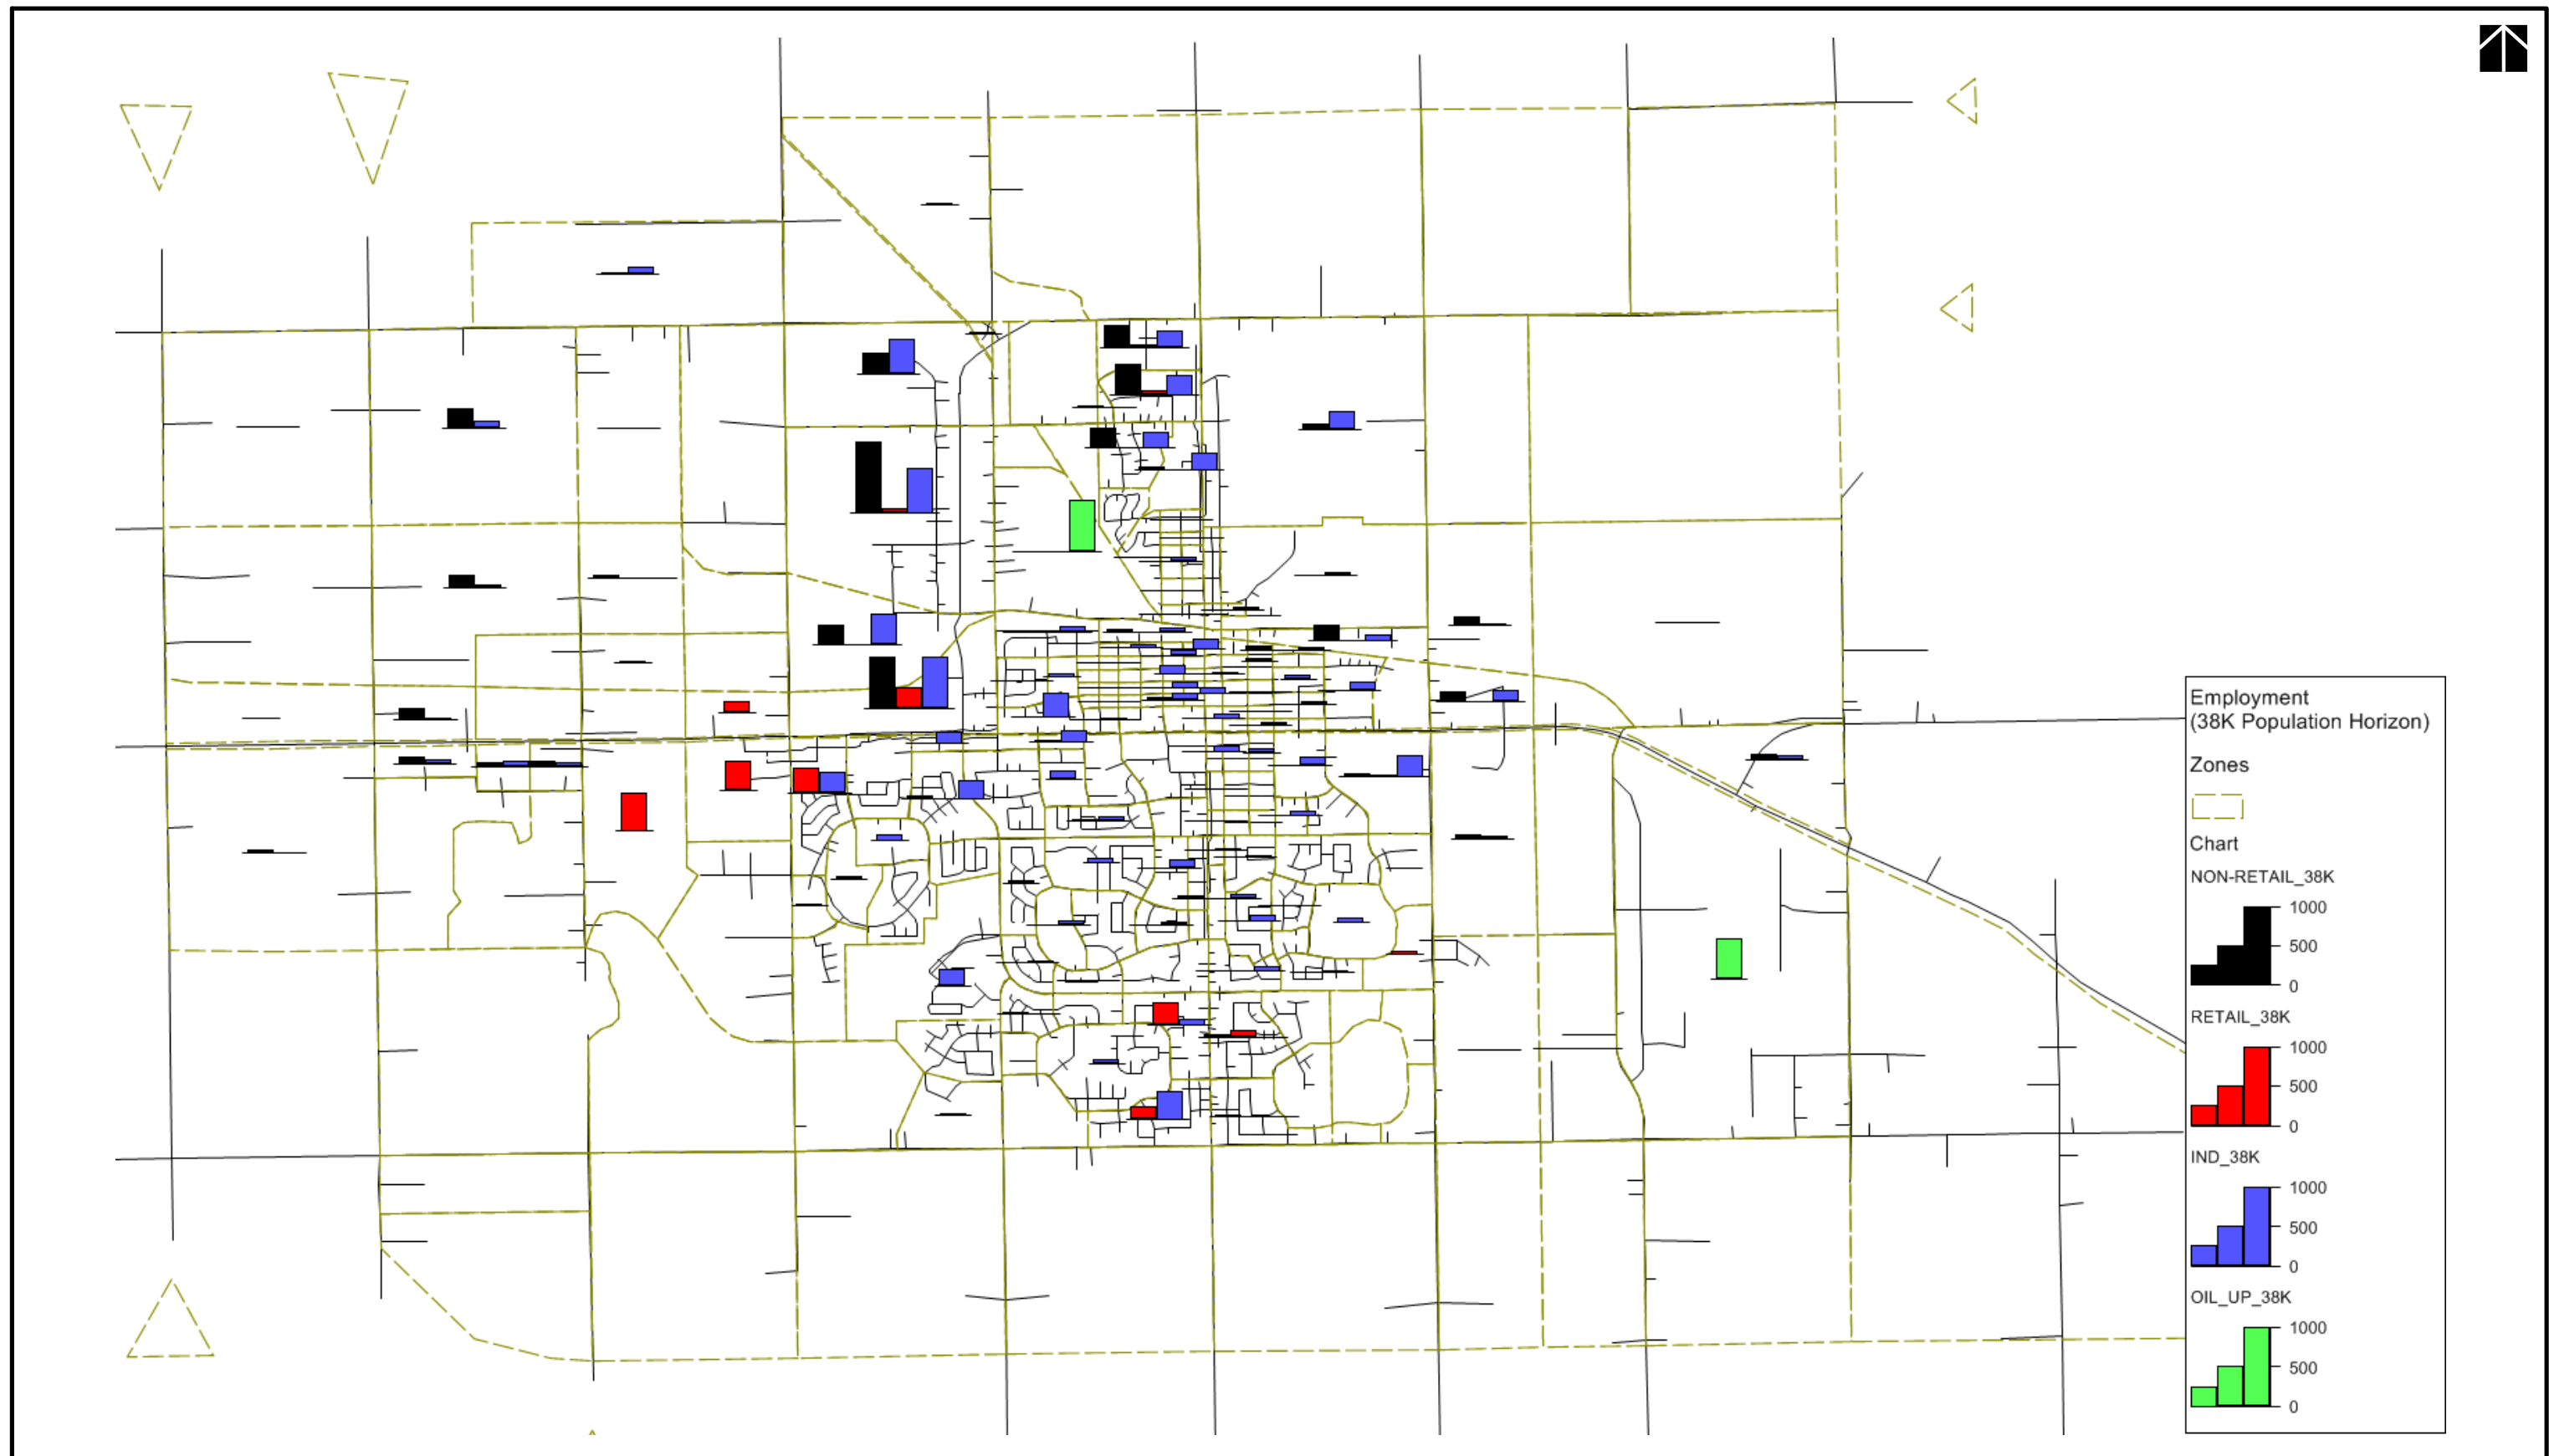 Employment
(38K Population Horizon)
Zones
Chart
NON-RETAIL_38K
1000
500
0
RETAIL_38K
1000
500
0
IND_38K
1000
500
0
OIL_UP_38K
1000
500
0